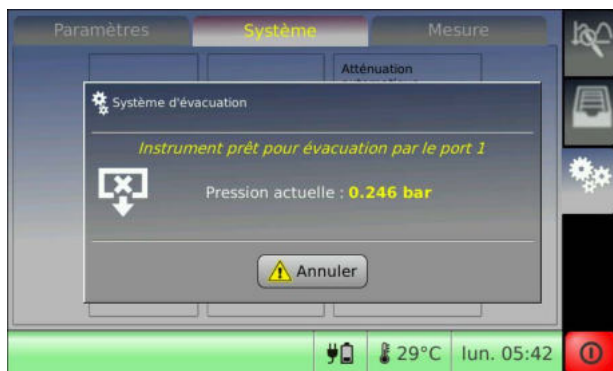 Paramètres
Système
Mesure
Atténuation
Système d'évacuation
Instrument prêt pour évacuation par le port 1
Pression actuelle : 0.246 bar
Annuler
29°C
lun. 05:42